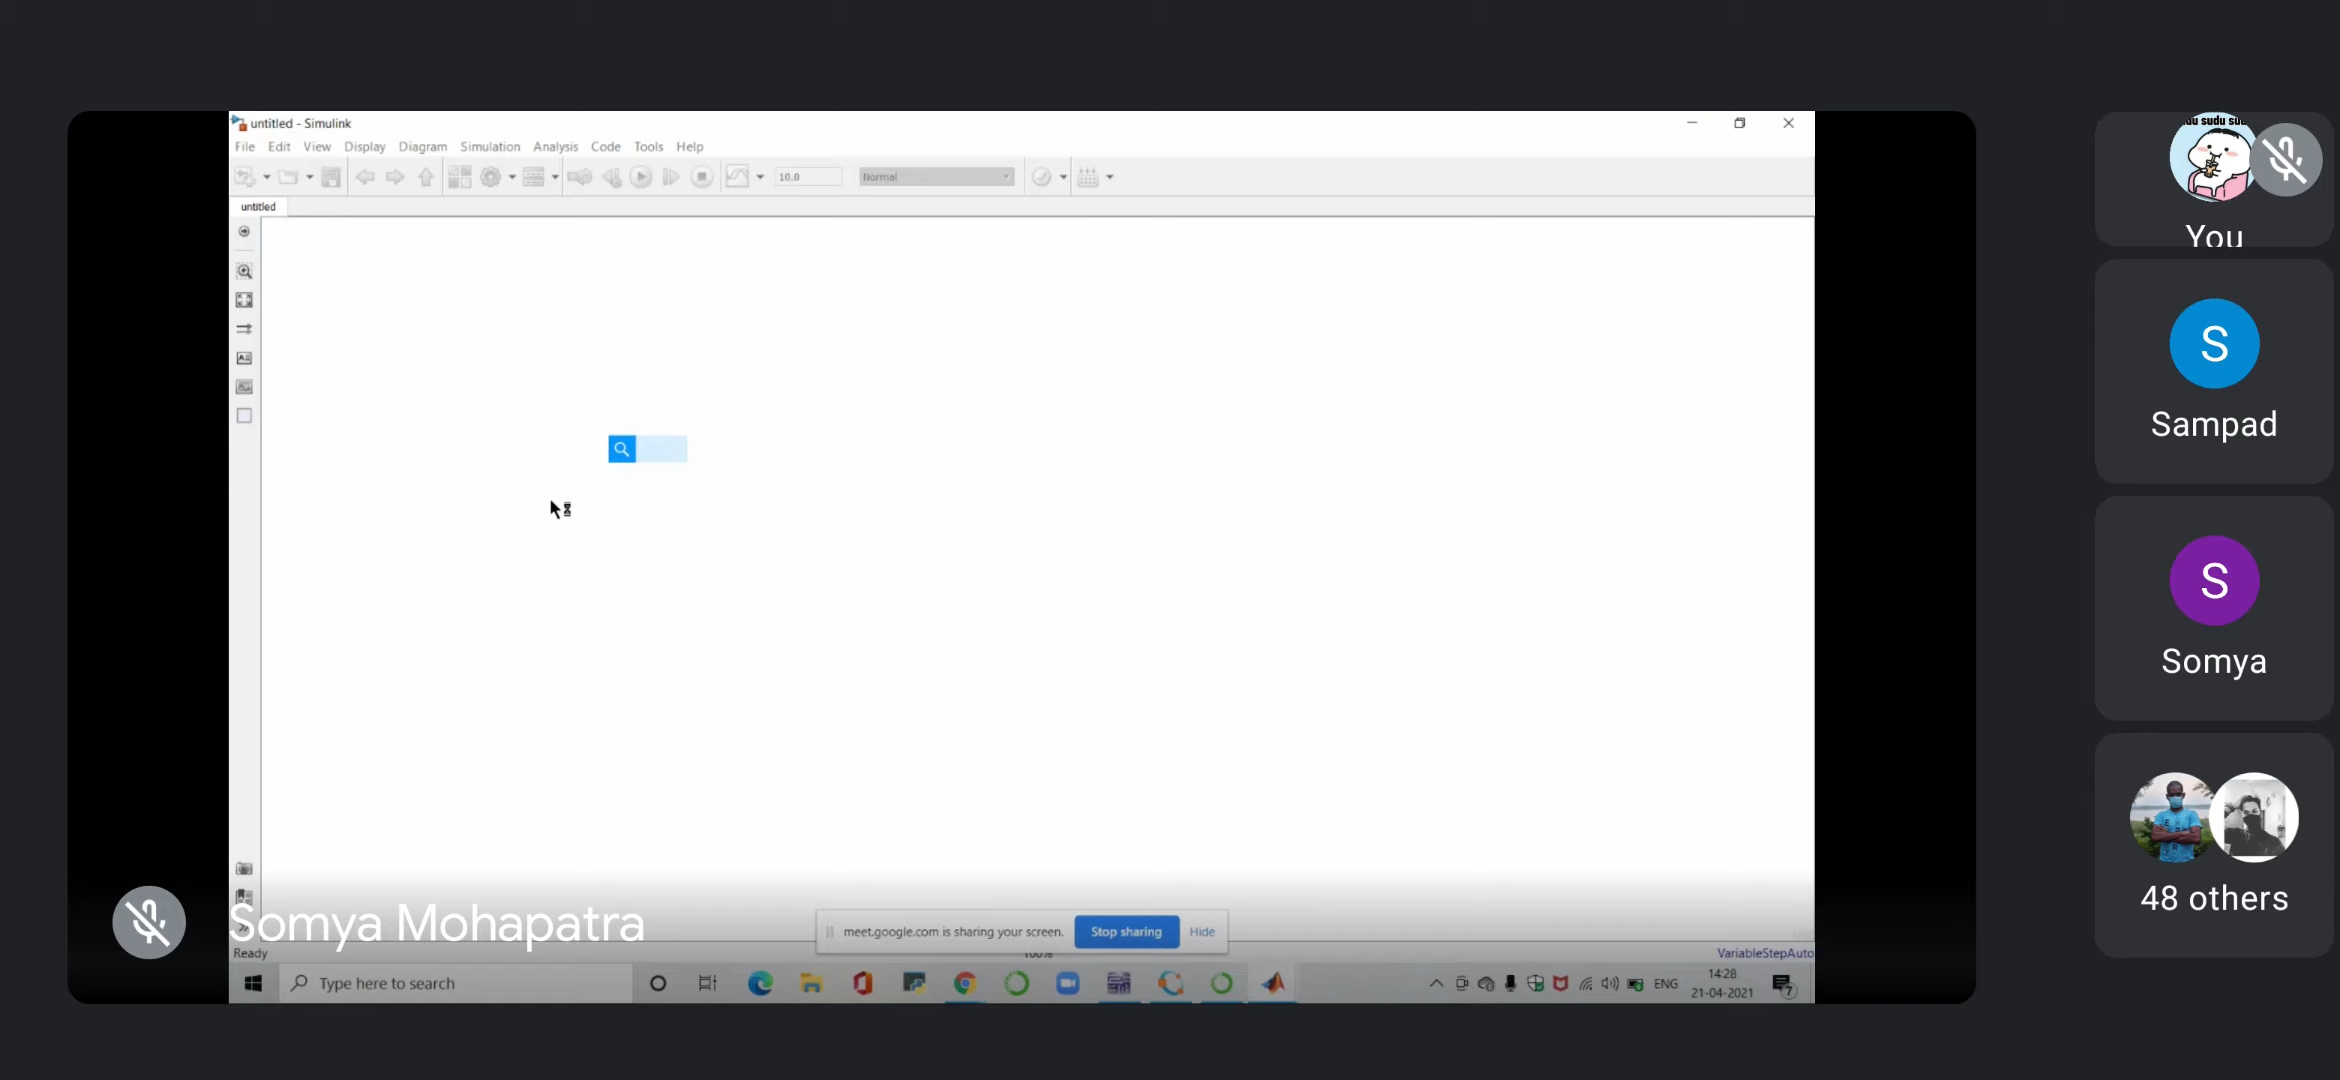 untitled - Simulink
File Edit View Display Diagram Simulation Analysis Code Tools Help
10.0 Normal
untitled
Somya Mohapatra
meet.google.com is sharing your screen. Stop sharing Hide
Ready
VariableStepAuto
Type here to search
ENG
14:28
21-04-2021
7
You
S
Sampad
S
Somya
48 others